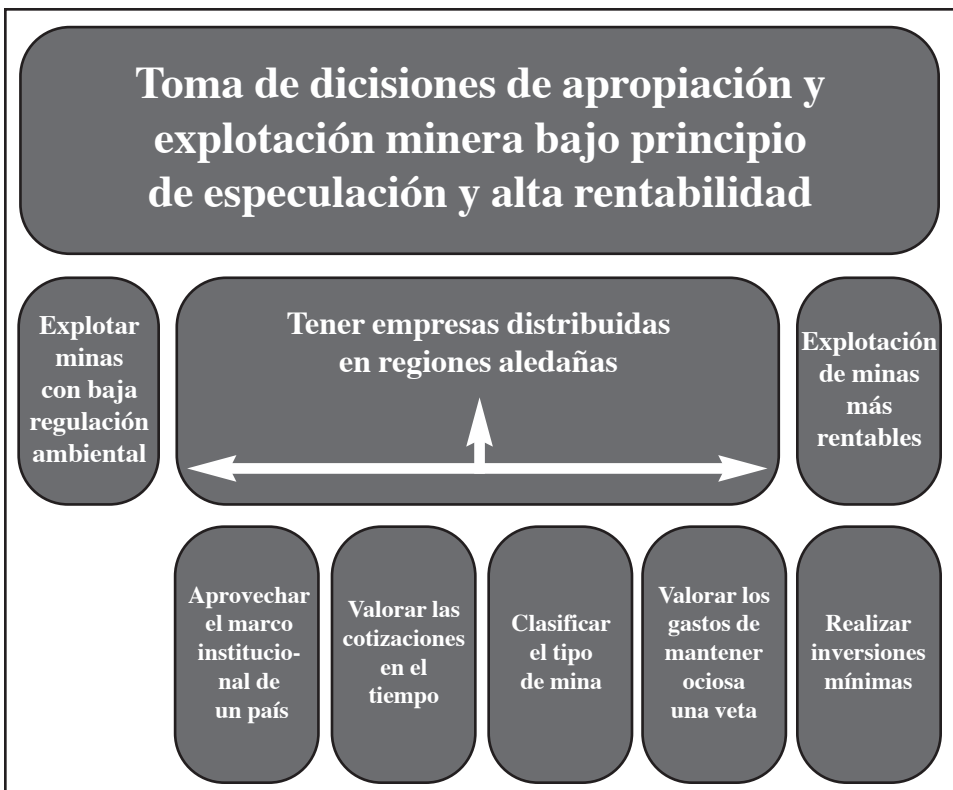 Toma de dicisiones de apropiación y
explotación minera bajo principio
de especulación y alta rentabilidad
Explotar
minas
con baja
regulación
ambiental
Tener empresas distribuidas
en regiones aledañas
Explotación
de minas
más
rentables
Aprovechar
el marco
institucio-
nal de
un país
Valorar las
cotizaciones
en el
tiempo
Clasificar
el tipo
de mina
Valorar los
gastos de
mantener
ociosa
una veta
Realizar
inversiones
mínimas